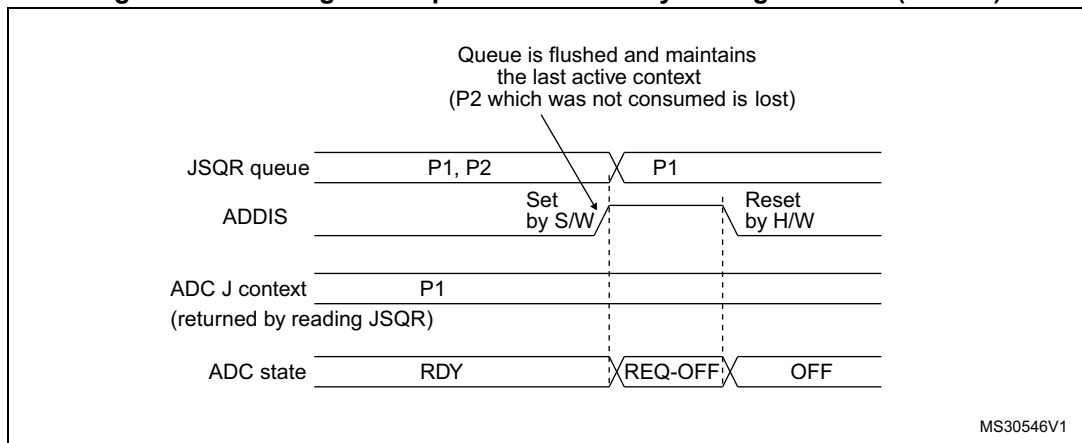 Queue is flushed and maintains
the last active context
(P2 which was not consumed is lost)
JSQR queue
P1, P2
P1
ADDIS
Set
by S/W
Reset
by H/W
ADC J context
(returned by reading JSQR)
P1
ADC state
RDY
REQ-OFF
OFF
MS30546V1